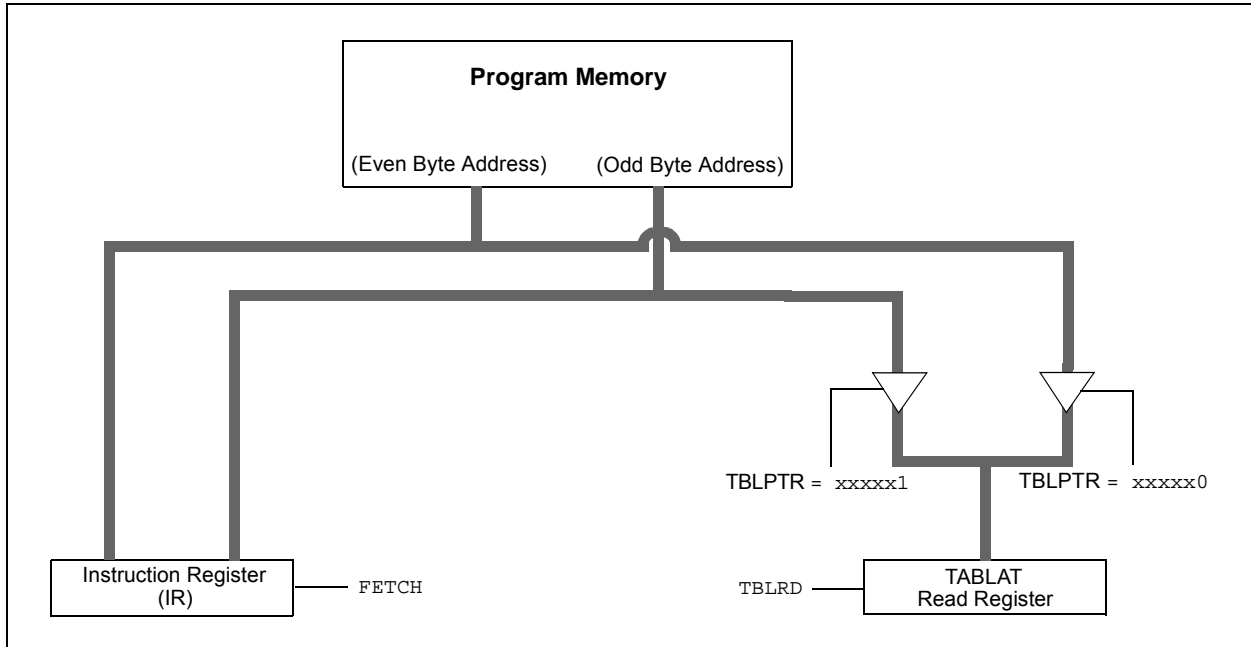 Program Memory
(Even Byte Address)
(Odd Byte Address)
TBLPTR = xxxxx1
TBLPTR = xxxxx0
Instruction Register
(IR)
FETCH
TBLRD
TABLAT
Read Register